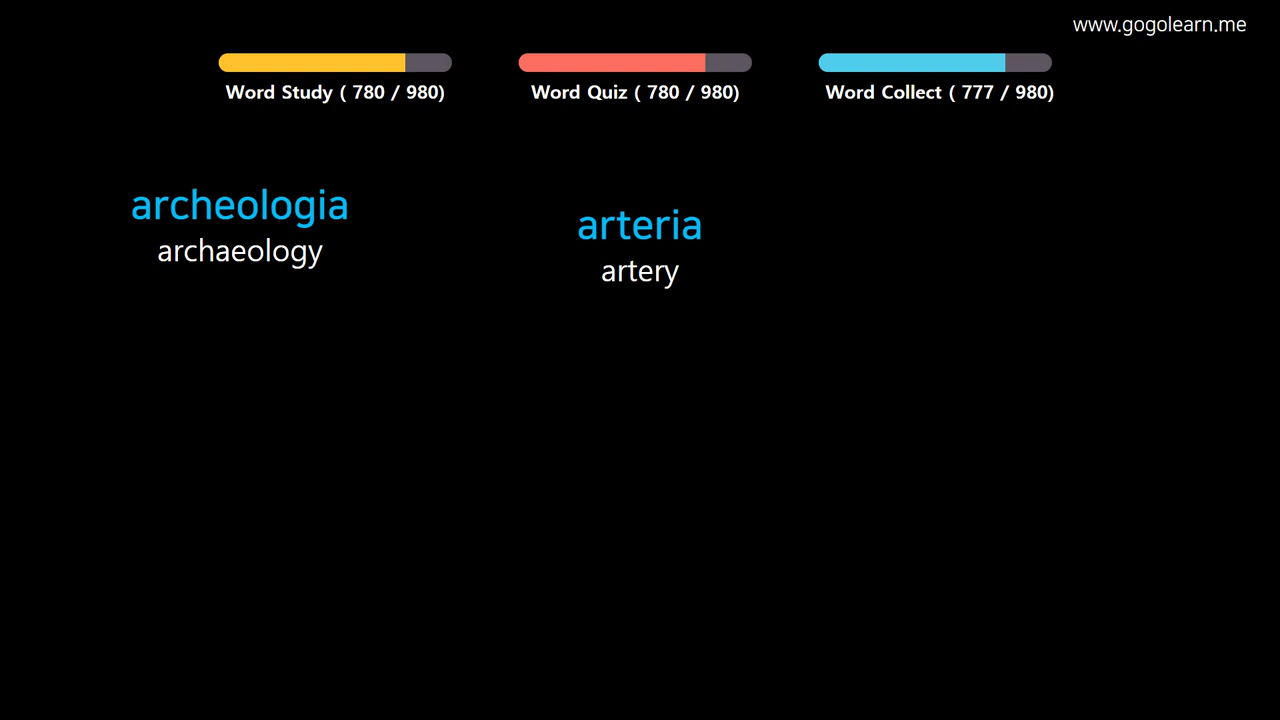 www.gogolearn.me
Word Study ( 780 / 980)
Word Quiz ( 780 / 980)
Word Collect ( 777 / 980)
archeologia
archaeology
arteria
artery